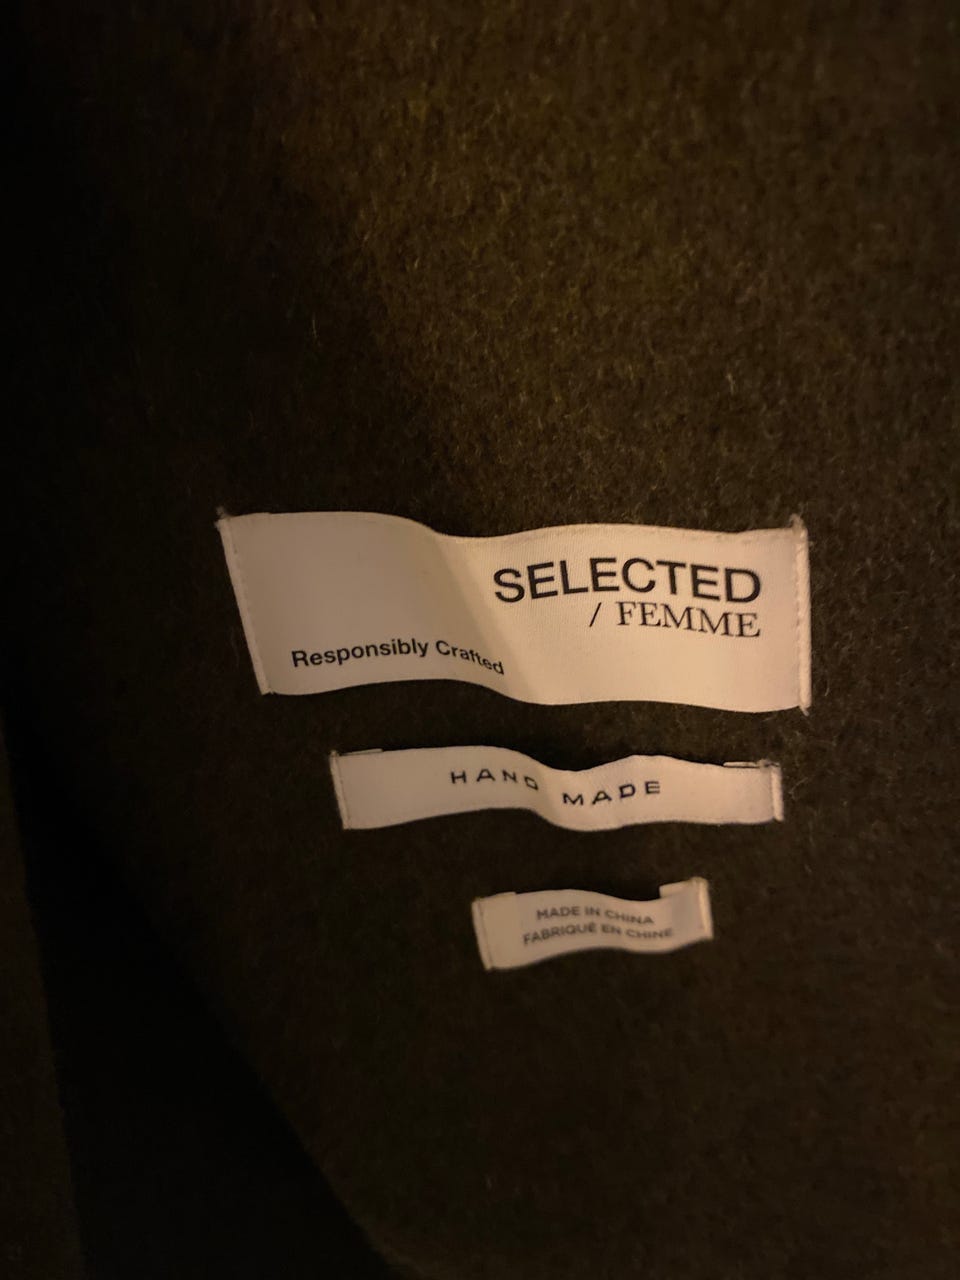 SELECTED
/ FEMME
Responsibly Crafted
HAND MADE
MADE IN CHINA
FABRIQUÉ EN CHINE